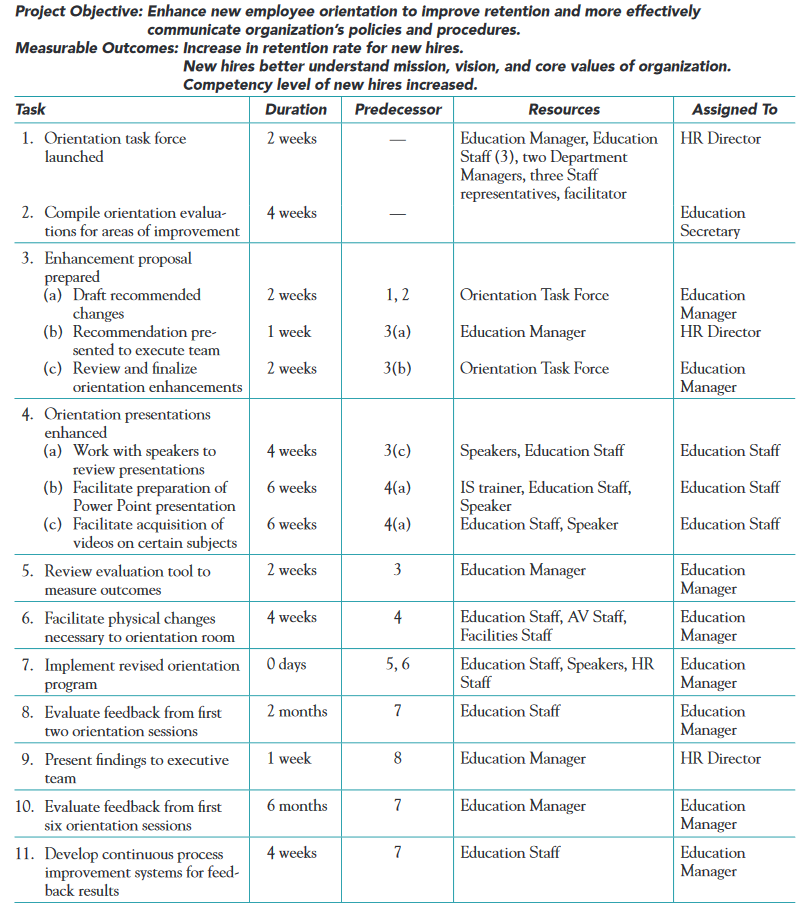 Project Objective: Enhance new employee orientation to improve retention and more effectively
communicate organization's policies and procedures.
Measurable Outcomes: Increase in retention rate for new hires.
New hires better understand mission, vision, and core values of organization.
Competency level of new hires increased.
Task Duration Predecessor Resources Assigned To
1. Orientation task force 2 weeks — Education Manager, Education HR Director
launched Staff (3), two Department
Managers, three Staff
representatives, facilitator
2. Compile orientation evalua- 4 weeks — Education
tions for areas of improvement Secretary
3. Enhancement proposal
prepared
(a) Draft recommended 2 weeks 1, 2 Orientation Task Force Education
changes Manager
(b) Recommendation pre- 1 week 3(a) Education Manager HR Director
sented to execute team
(c) Review and finalize 2 weeks 3(b) Orientation Task Force Education
orientation enhancements Manager
4. Orientation presentations
enhanced
(a) Work with speakers to 4 weeks 3(c) Speakers, Education Staff Education Staff
review presentations
(b) Facilitate preparation of 6 weeks 4(a) IS trainer, Education Staff, Education Staff
Power Point presentation Speaker
(c) Facilitate acquisition of 6 weeks 4(a) Education Staff, Speaker Education Staff
videos on certain subjects
5. Review evaluation tool to 2 weeks 3 Education Manager Education
measure outcomes Manager
6. Facilitate physical changes 4 weeks 4 Education Staff, AV Staff, Education
necessary to orientation room Facilities Staff Manager
7. Implement revised orientation 0 days 5, 6 Education Staff, Speakers, HR Education
program Staff Manager
8. Evaluate feedback from first 2 months 7 Education Staff Education
two orientation sessions Manager
9. Present findings to executive 1 week 8 Education Manager HR Director
team
10. Evaluate feedback from first 6 months 7 Education Manager Education
six orientation sessions Manager
11. Develop continuous process 4 weeks 7 Education Staff Education
improvement systems for feed- Manager
back results